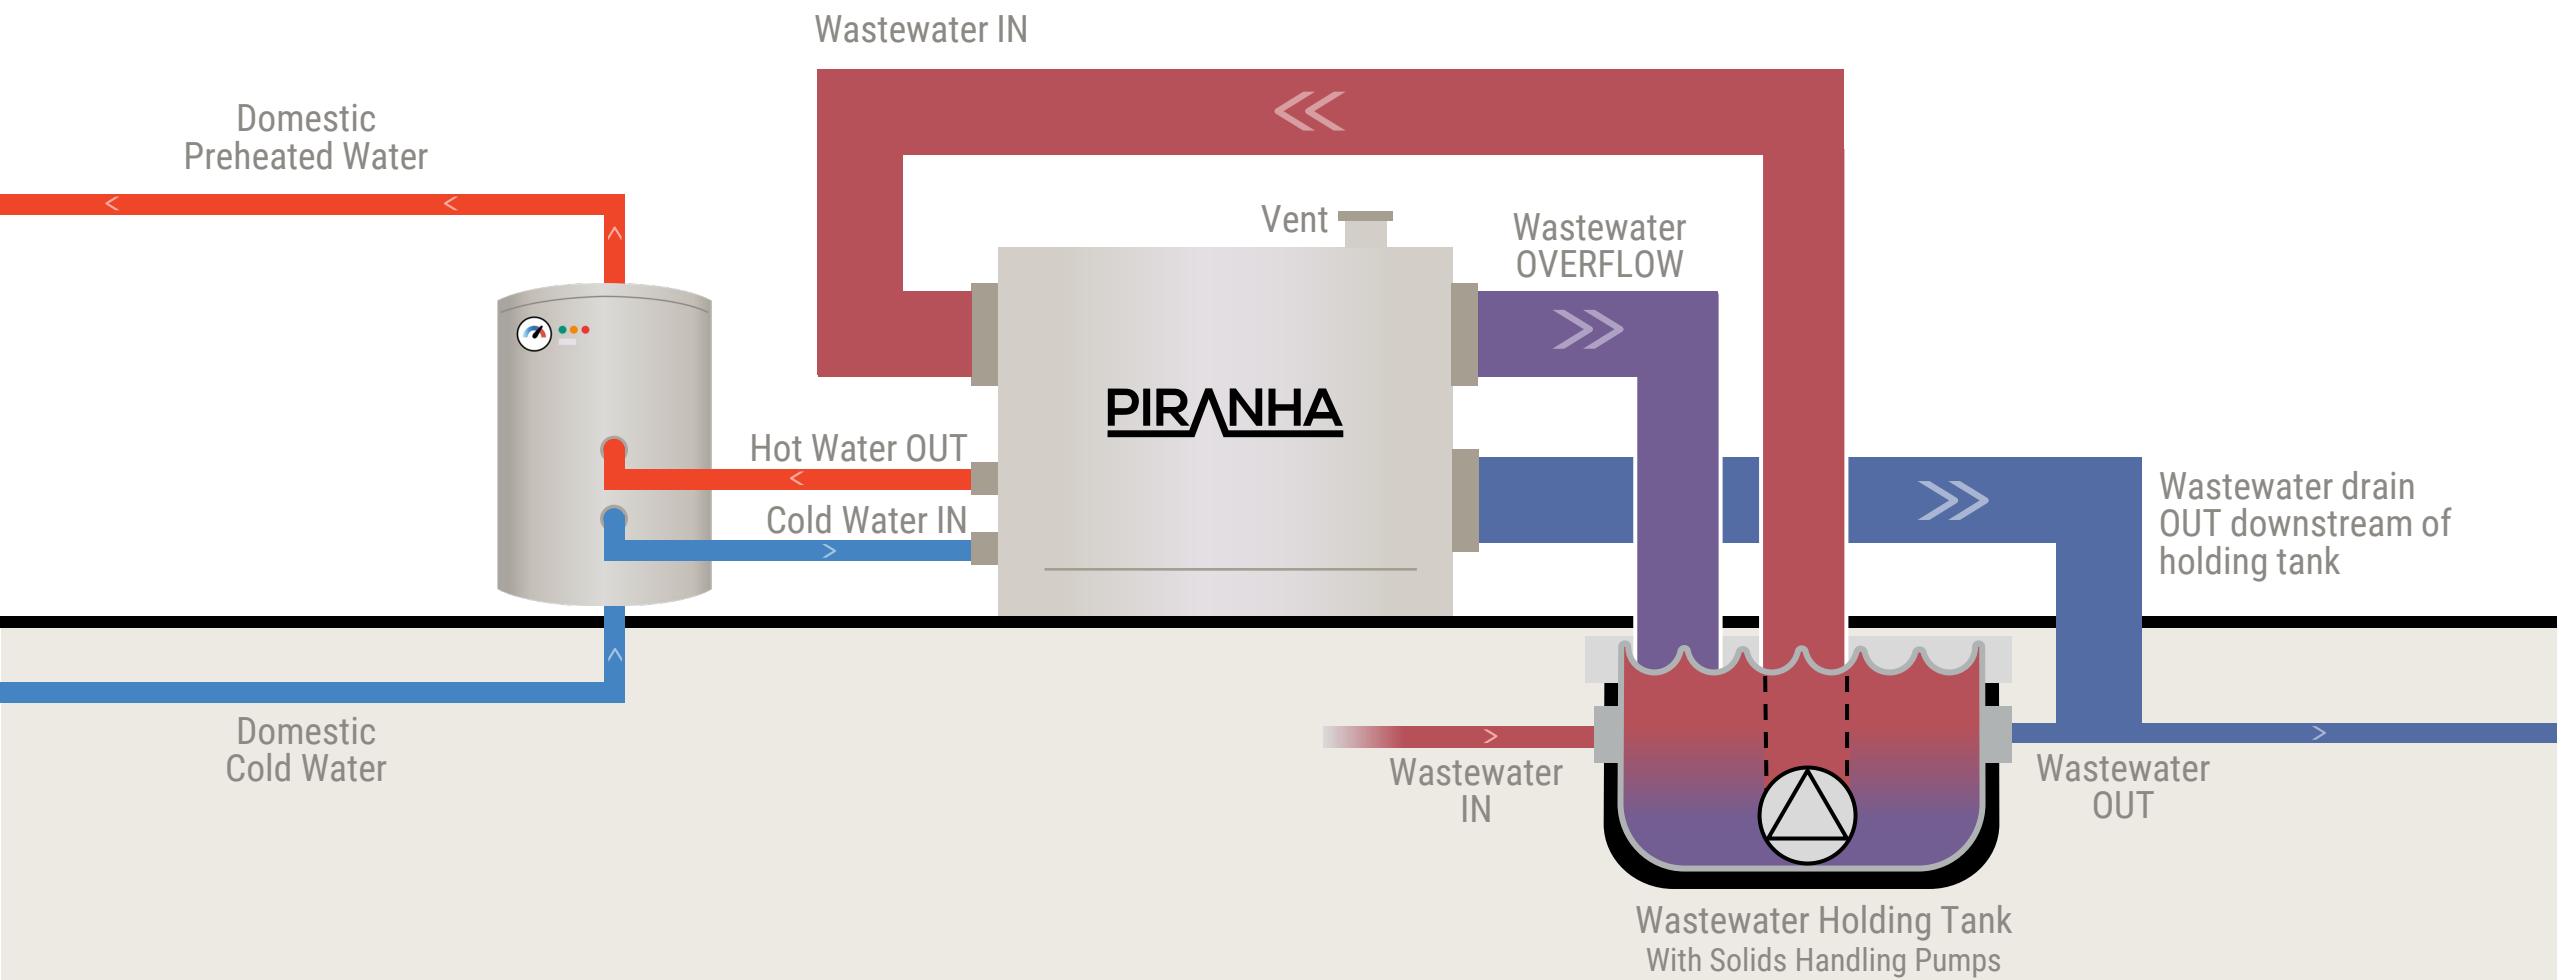 Wastewater IN
Domestic
Preheated Water
Vent
Wastewater
OVERFLOW
PIRANHA
Hot Water OUT
Cold Water IN
Wastewater drain
OUT downstream of
holding tank
Domestic
Cold Water
Wastewater
IN
Wastewater
OUT
Wastewater Holding Tank
With Solids Handling Pumps